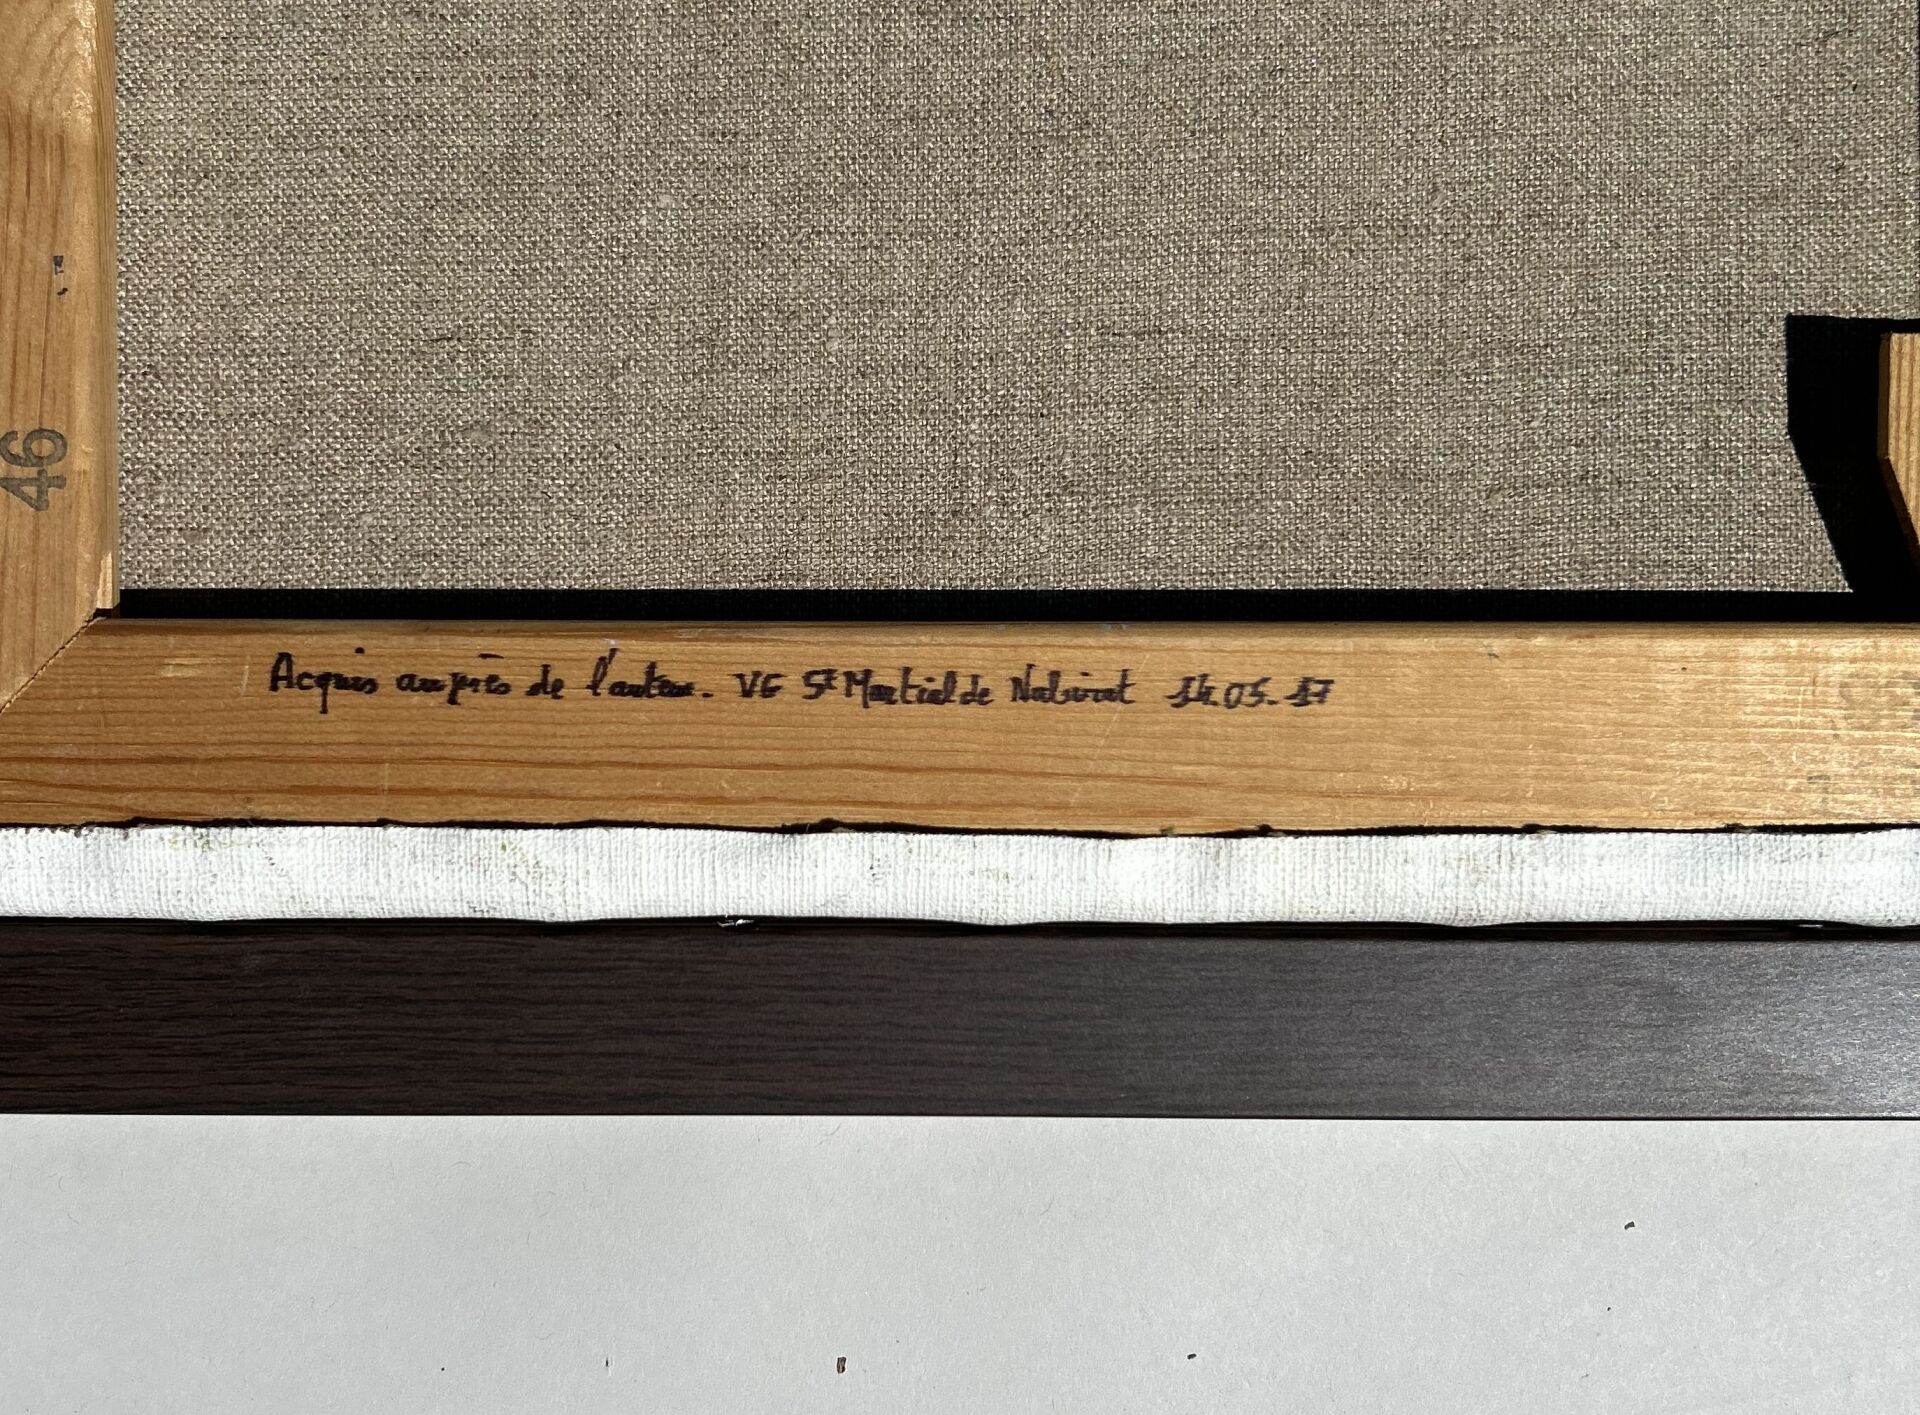 46
Acquis auprès de l'auteur. VG St Martial de Nabirat 14.05.17